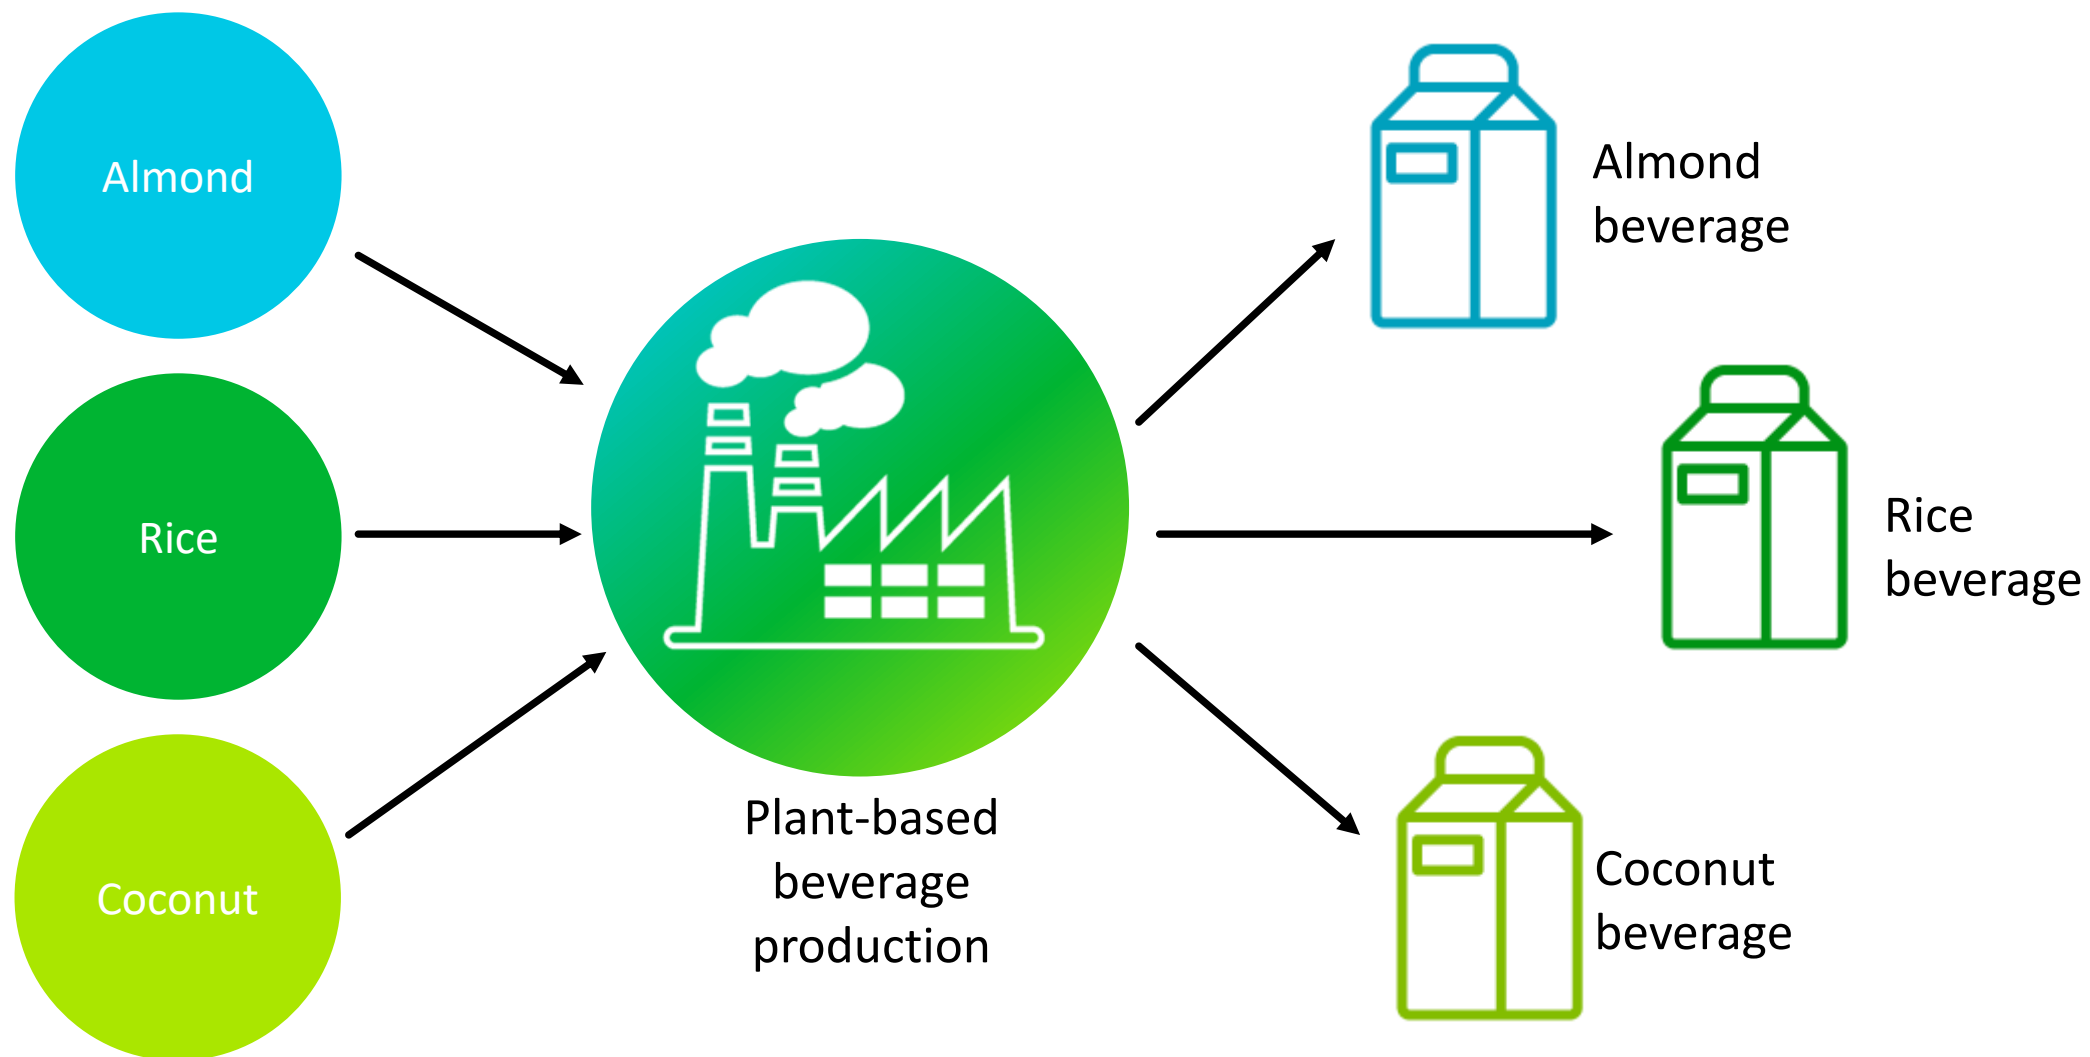 Almond
Rice
Coconut
Plant-based
beverage
production
Almond
beverage
Rice
beverage
Coconut
beverage